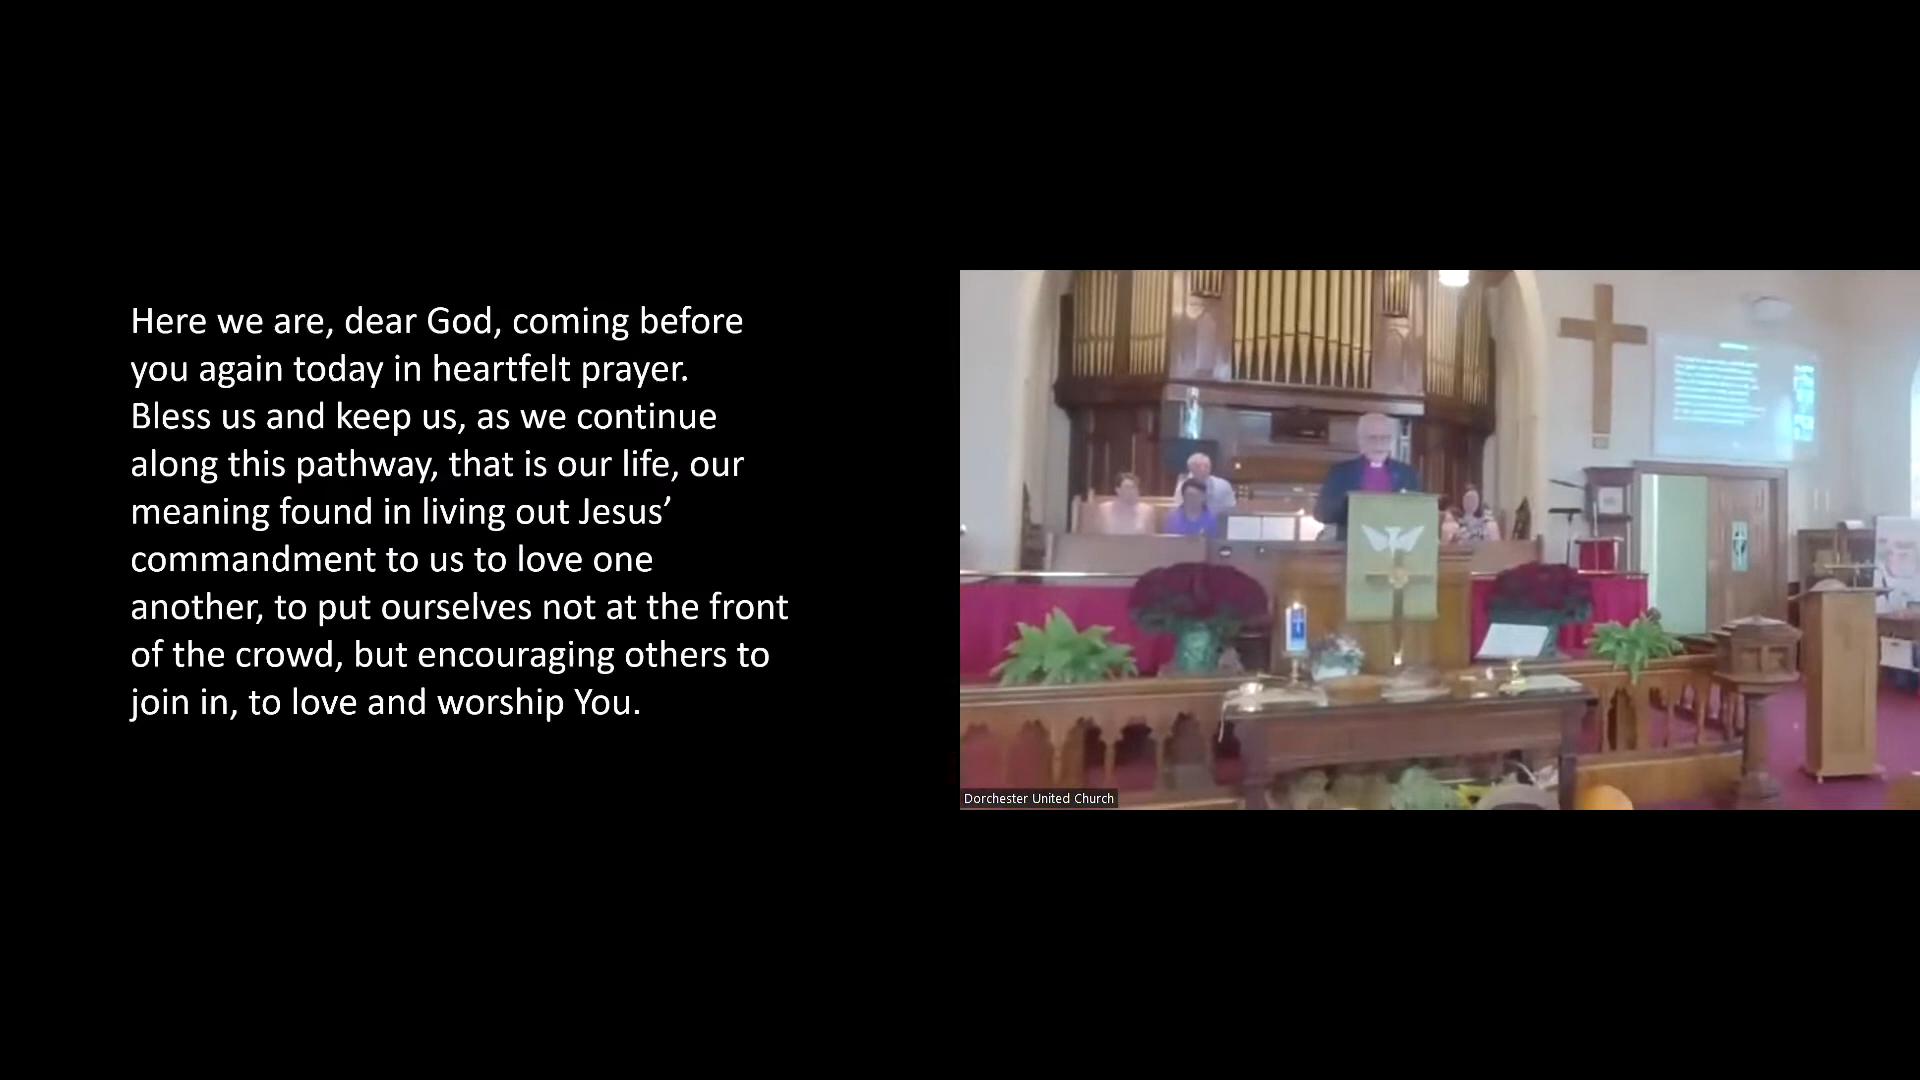 Here we are, dear God, coming before
you again today in heartfelt prayer.
Bless us and keep us, as we continue
along this pathway, that is our life, our
meaning found in living out Jesus’
commandment to us to love one
another, to put ourselves not at the front
of the crowd, but encouraging others to
join in, to love and worship You.
Dorchester United Church